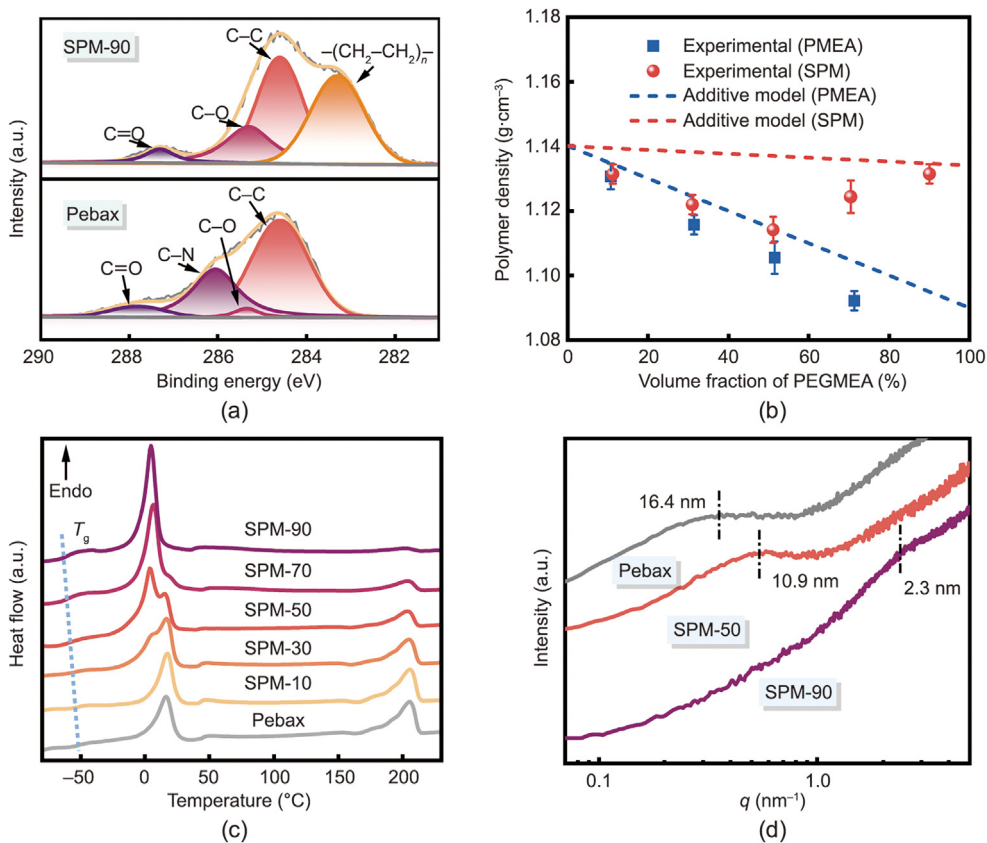 SPM-90
C–C
–(CH₂–CH₂)ₙ–
C–O
C=O
Pebax
C–C
C–O
C–N
C=O
Intensity (a.u.)
290
288
286
284
282
Binding energy (eV)
(a)
1.18
1.16
1.14
1.12
1.10
1.08
Polymer density (g·cm⁻³)
Experimental (PMEA)
Experimental (SPM)
Additive model (PMEA)
Additive model (SPM)
0
20
40
60
80
100
Volume fraction of PEGMEA (%)
(b)
Endo
Tg
SPM-90
SPM-70
SPM-50
SPM-30
SPM-10
Pebax
Heat flow (a.u.)
–50
0
50
100
150
200
Temperature (°C)
(c)
16.4 nm
Pebax
10.9 nm
2.3 nm
SPM-50
SPM-90
Intensity (a.u.)
0.1
1.0
q (nm⁻¹)
(d)